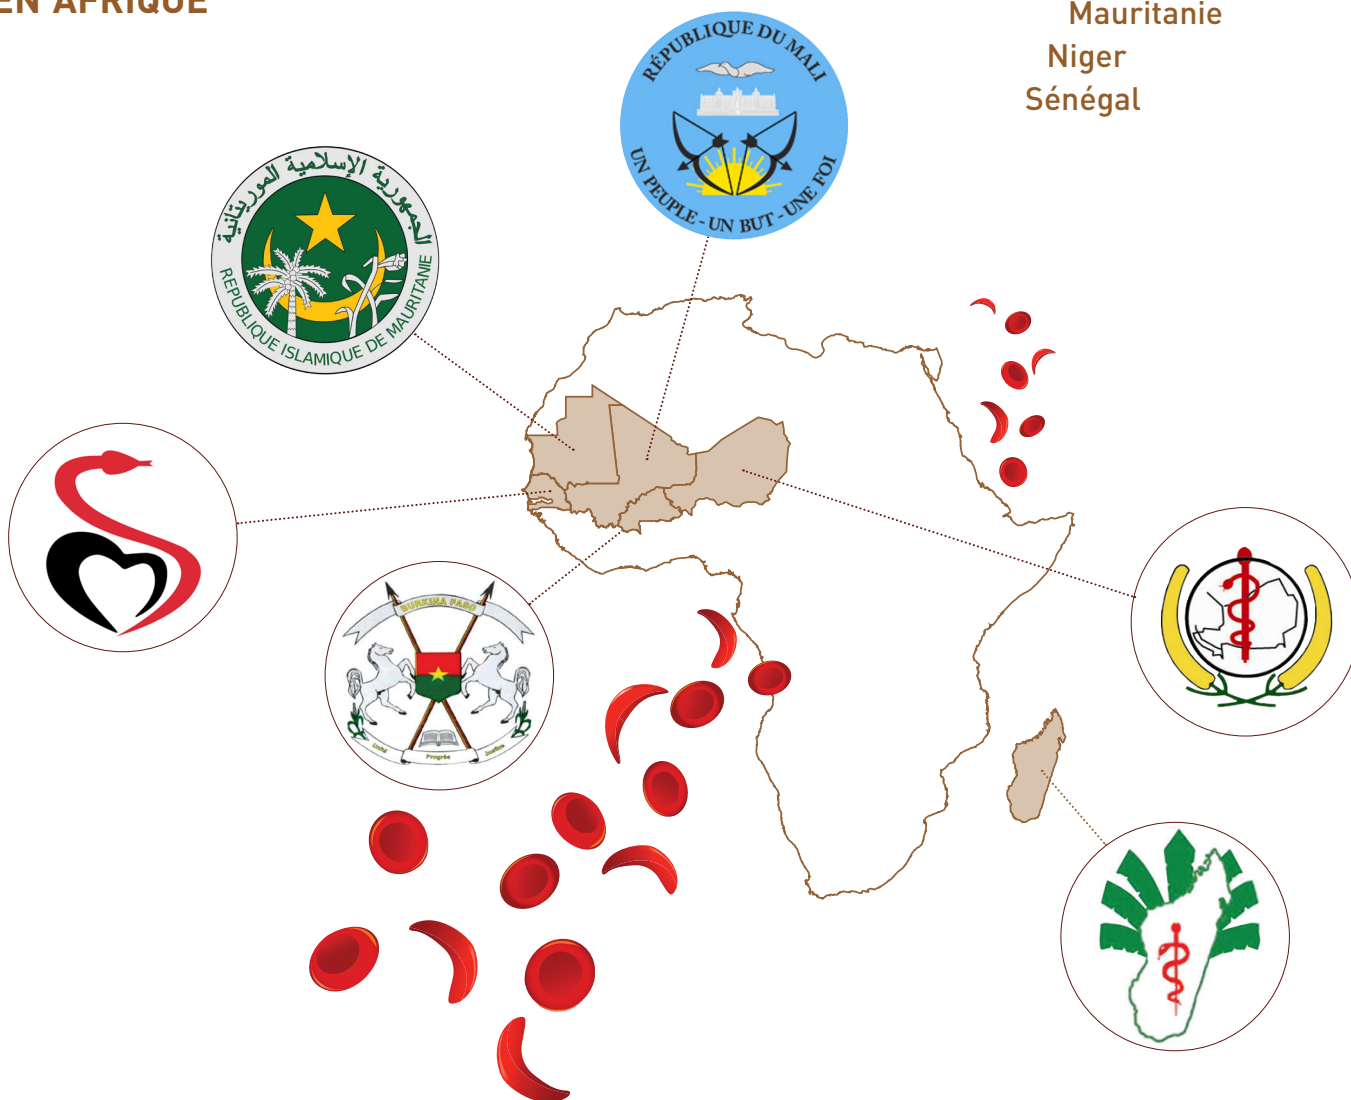 EN AFRIQUE
Mauritanie
Niger
Sénégal
RÉPUBLIQUE DU MALI
UN PEUPLE - UN BUT - UNE FOI
الجمهورية الإسلامية الموريتانية
REPUBLIQUE ISLAMIQUE DE MAURITANIE
BURKINA FASO
Unité Progrès Justice